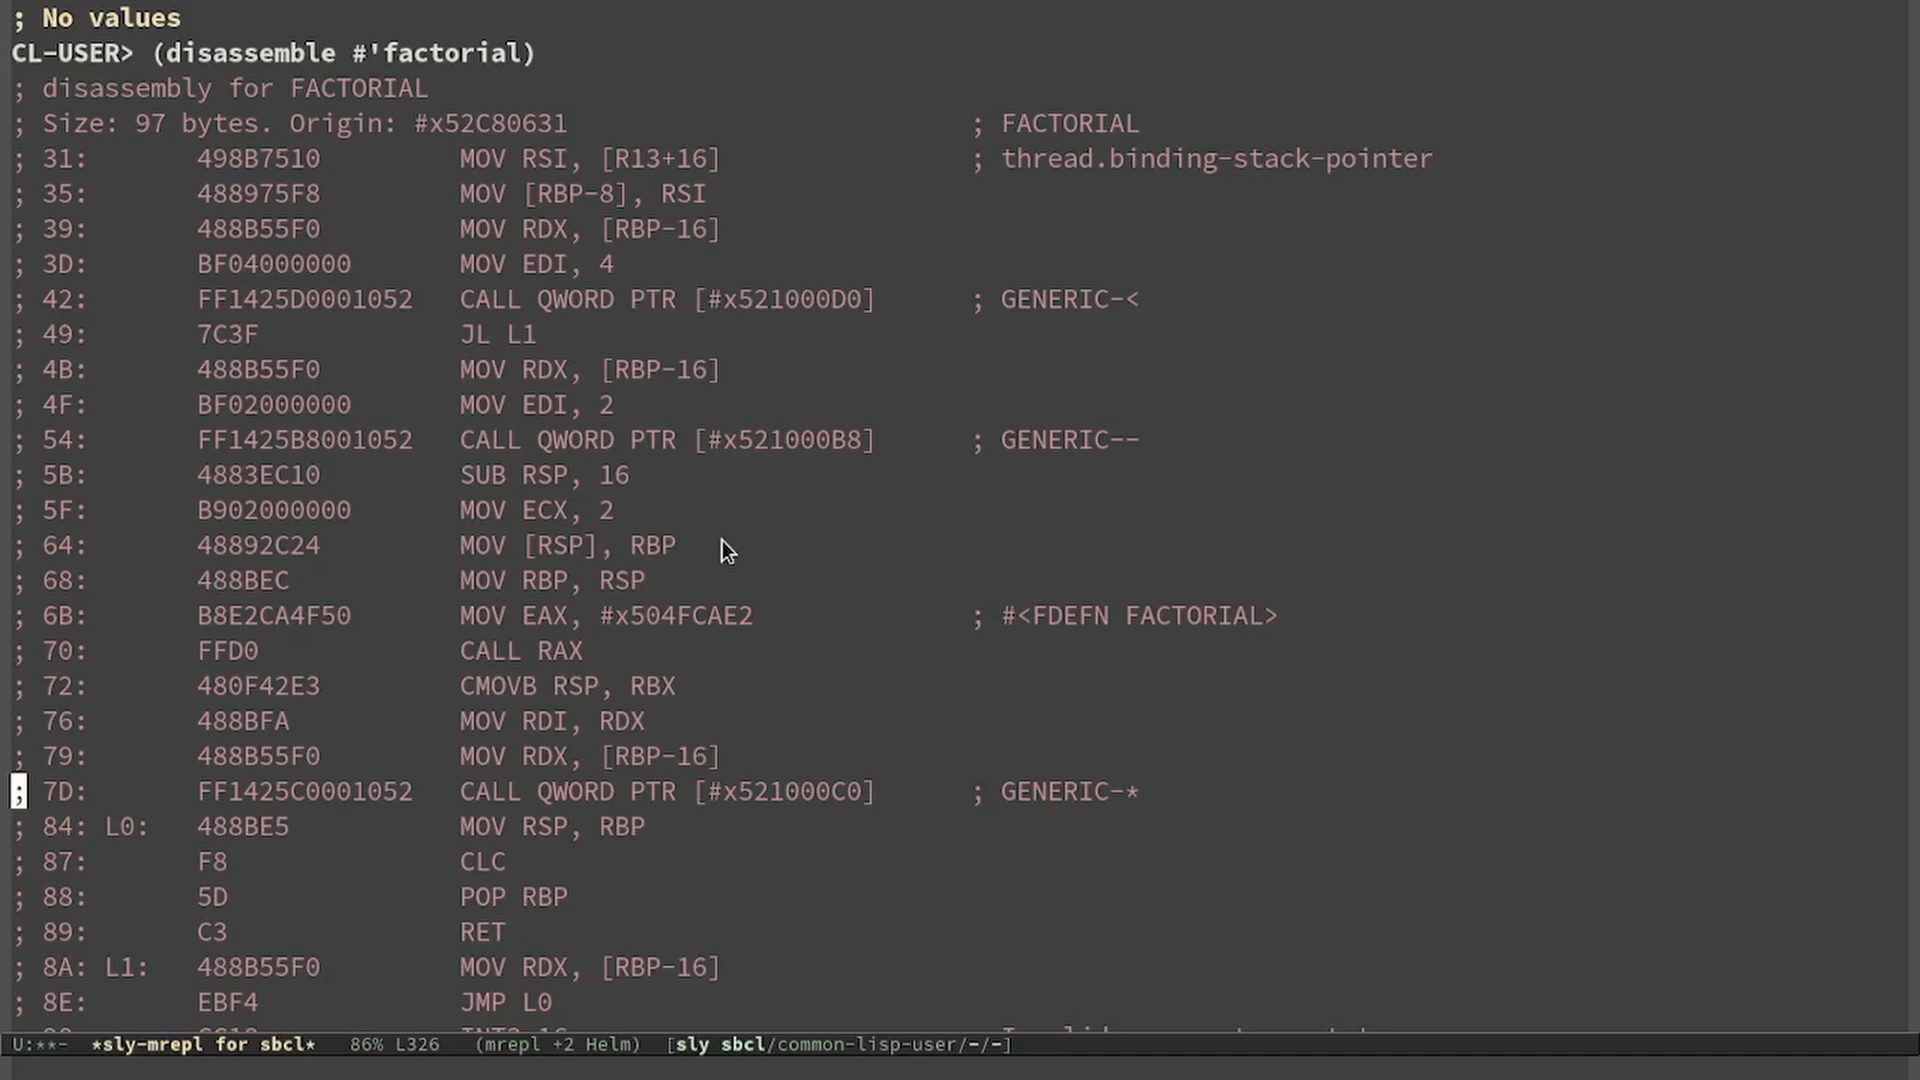 ; No values
CL-USER> (disassemble #'factorial)
; disassembly for FACTORIAL
; Size: 97 bytes. Origin: #x52C80631 ; FACTORIAL
; 31: 498B7510 MOV RSI, [R13+16] ; thread.binding-stack-pointer
; 35: 488975F8 MOV [RBP-8], RSI
; 39: 488B55F0 MOV RDX, [RBP-16]
; 3D: BF04000000 MOV EDI, 4
; 42: FF1425D0001052 CALL QWORD PTR [#x521000D0] ; GENERIC-<
; 49: 7C3F JL L1
; 4B: 488B55F0 MOV RDX, [RBP-16]
; 4F: BF02000000 MOV EDI, 2
; 54: FF1425B8001052 CALL QWORD PTR [#x521000B8] ; GENERIC--
; 5B: 4883EC10 SUB RSP, 16
; 5F: B902000000 MOV ECX, 2
; 64: 48892C24 MOV [RSP], RBP
; 68: 488BEC MOV RBP, RSP
; 6B: B8E2CA4F50 MOV EAX, #x504FCAE2 ; #<FDEFN FACTORIAL>
; 70: FFD0 CALL RAX
; 72: 480F42E3 CMOVB RSP, RBX
; 76: 488BFA MOV RDI, RDX
; 79: 488B55F0 MOV RDX, [RBP-16]
; 7D: FF1425C0001052 CALL QWORD PTR [#x521000C0] ; GENERIC-*
; 84: L0: 488BE5 MOV RSP, RBP
; 87: F8 CLC
; 88: 5D POP RBP
; 89: C3 RET
; 8A: L1: 488B55F0 MOV RDX, [RBP-16]
; 8E: EBF4 JMP L0
U:**- *sly-mrepl for sbcl* 86% L326 (mrepl +2 Helm) [sly sbcl/common-lisp-user/-/-]